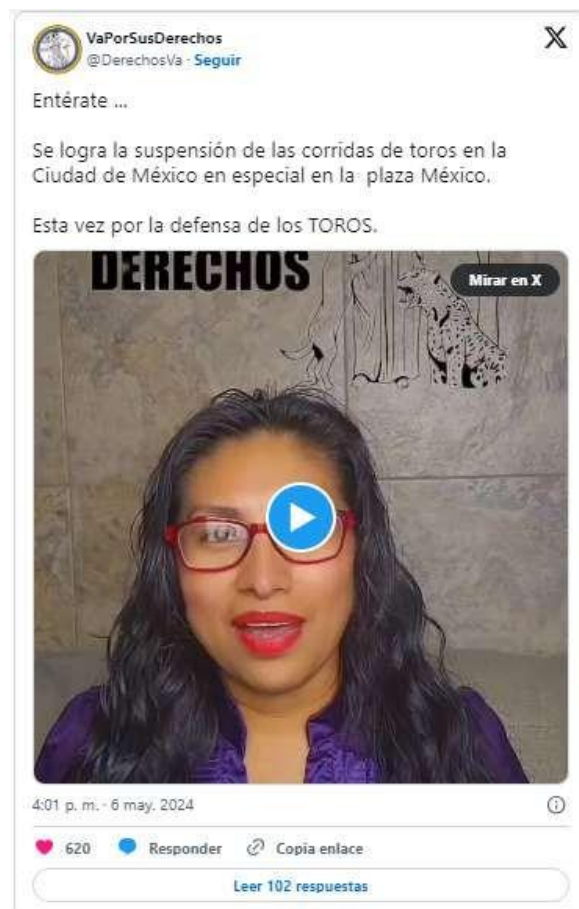 VaPorSusDerechos
@DerechosVa · Seguir
Entérate ...
Se logra la suspensión de las corridas de toros en la
Ciudad de México en especial en la plaza México.
Esta vez por la defensa de los TOROS.
DERECHOS
Mirar en X
4:01 p. m. · 6 may. 2024
620 Responder Copia enlace
Leer 102 respuestas